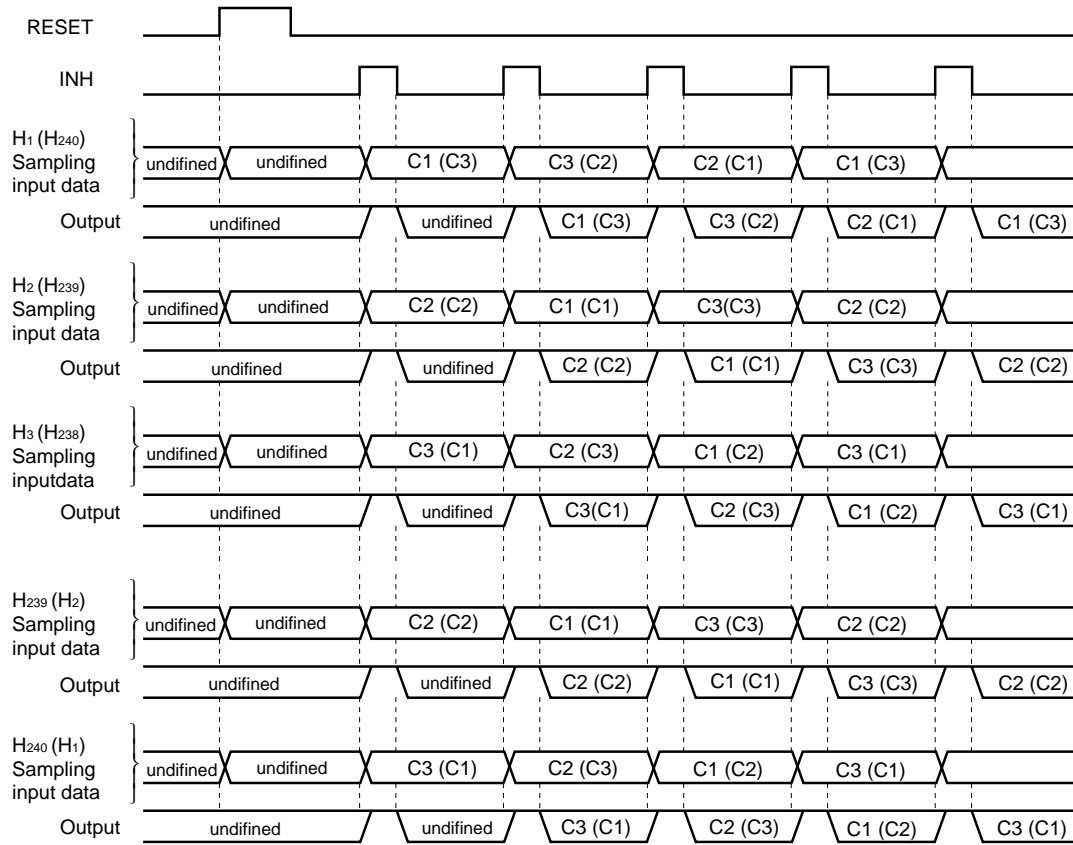 RESET
INH
H1 (H240)
Sampling
input data
undifined undifined C1 (C3) C3 (C2) C2 (C1) C1 (C3)
Output undifined undifined C1 (C3) C3 (C2) C2 (C1) C1 (C3)
H2 (H239)
Sampling
input data
undifined undifined C2 (C2) C1 (C1) C3(C3) C2 (C2)
Output undifined undifined C2 (C2) C1 (C1) C3 (C3) C2 (C2)
H3 (H238)
Sampling
inputdata
undifined undifined C3 (C1) C2 (C3) C1 (C2) C3 (C1)
Output undifined undifined C3(C1) C2 (C3) C1 (C2) C3 (C1)
H239 (H2)
Sampling
input data
undifined undifined C2 (C2) C1 (C1) C3 (C3) C2 (C2)
Output undifined undifined C2 (C2) C1 (C1) C3 (C3) C2 (C2)
H240 (H1)
Sampling
input data
undifined undifined C3 (C1) C2 (C3) C1 (C2) C3 (C1)
Output undifined undifined C3 (C1) C2 (C3) C1 (C2) C3 (C1)